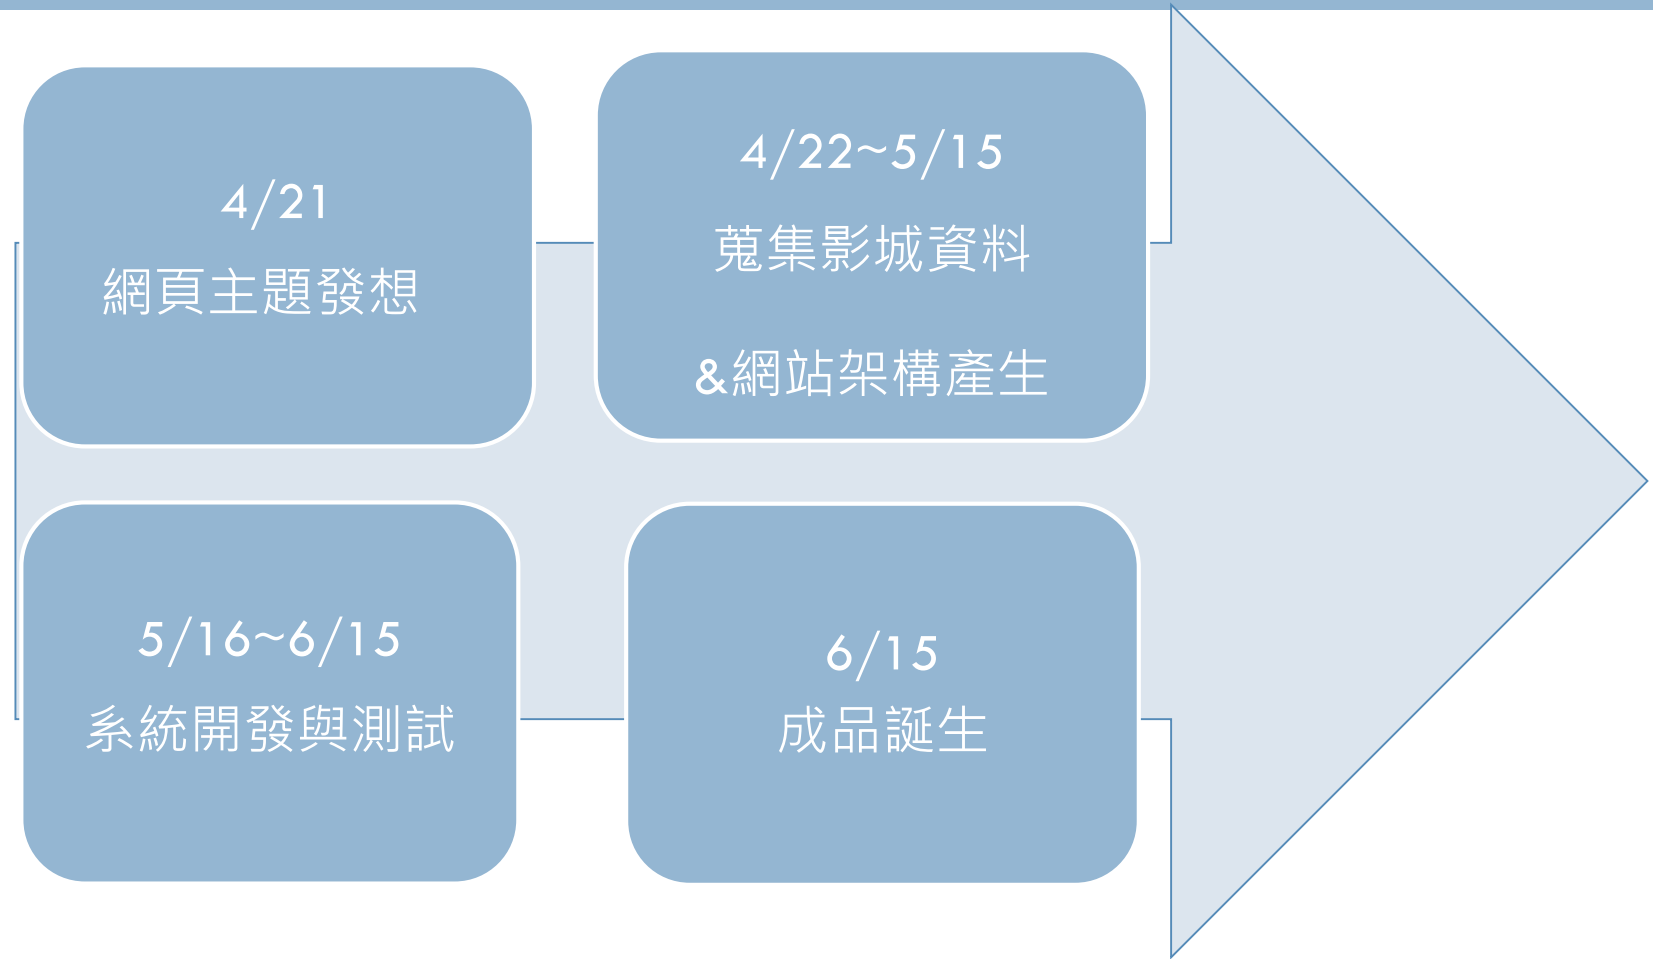 4/21
網頁主題發想
4/22~5/15
蒐集影城資料
&網站架構產生
5/16~6/15
系統開發與測試
6/15
成品誕生